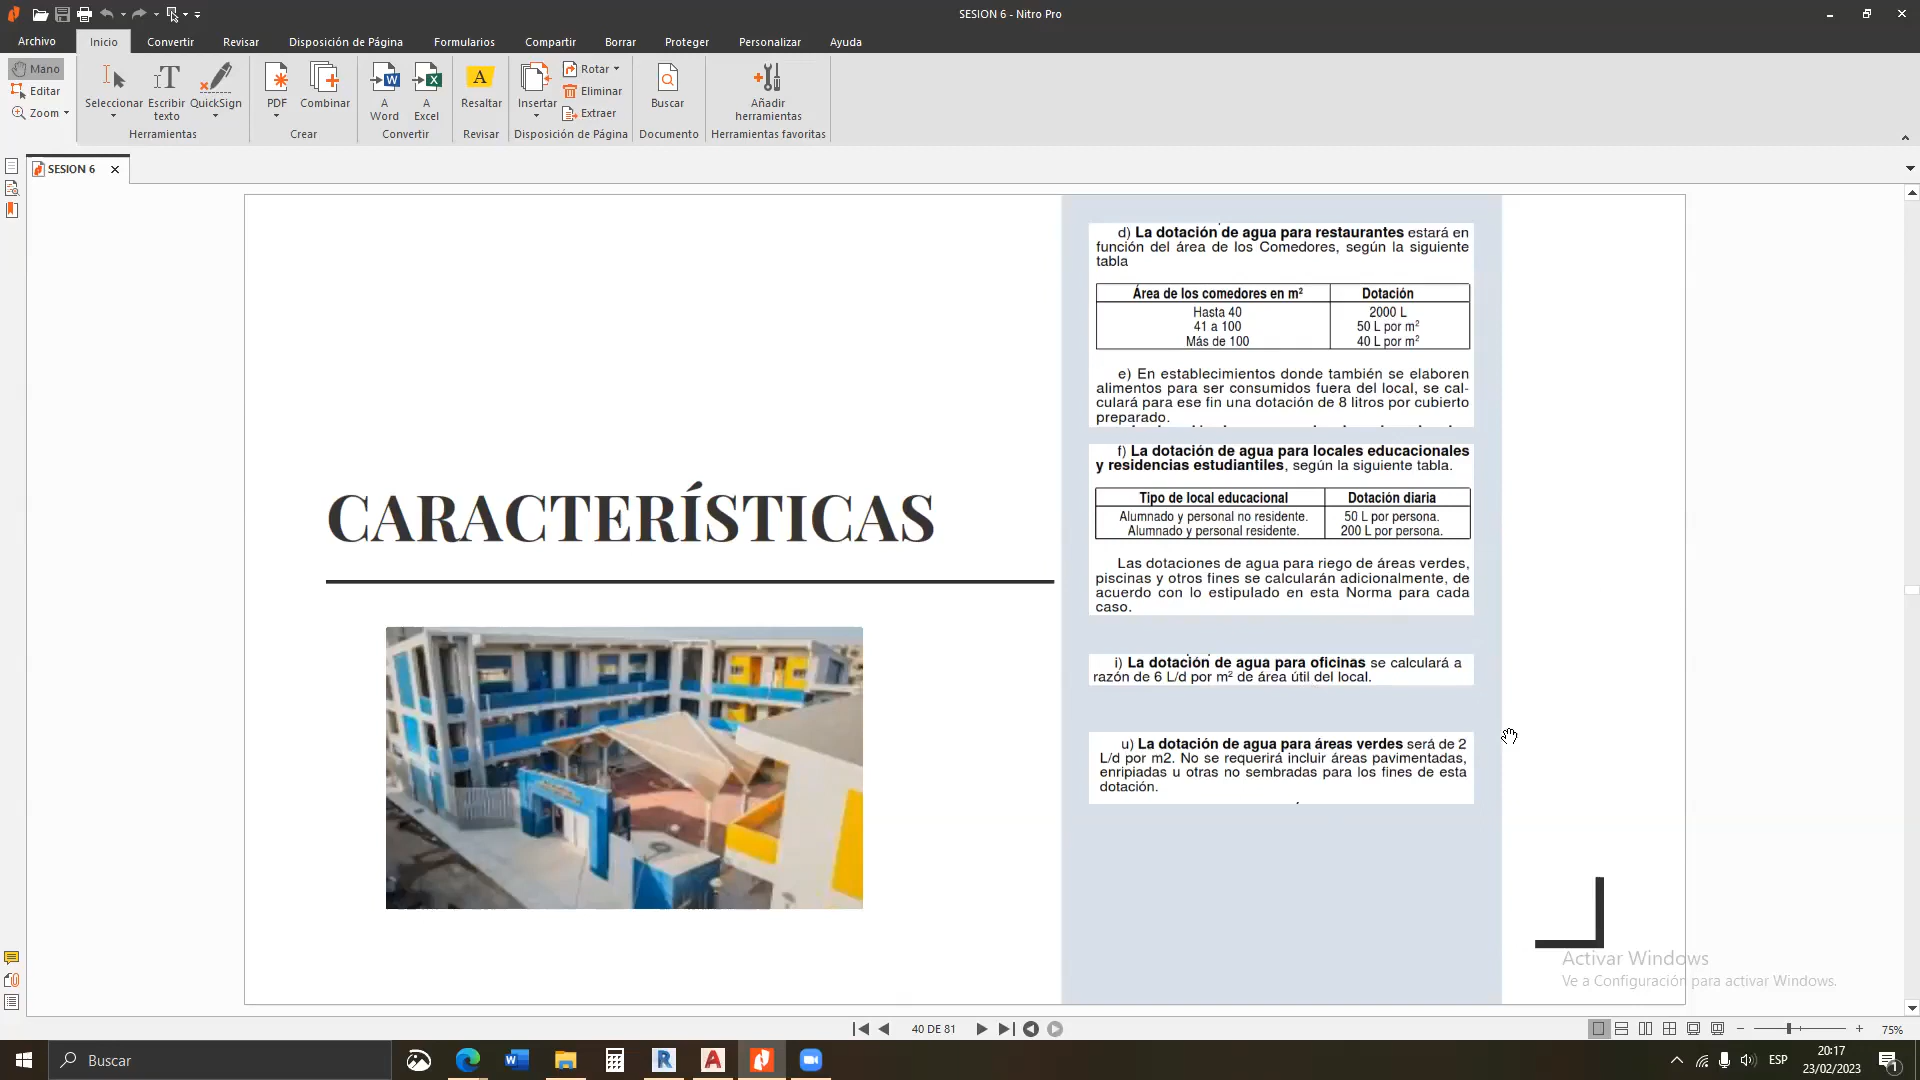 SESION 6 - Nitro Pro
Archivo Inicio Convertir Revisar Disposición de Página Formularios Compartir Borrar Proteger Personalizar Ayuda
Mano
Editar
Zoom
Seleccionar
Escribir
texto
QuickSign
Herramientas
PDF
Combinar
Crear
A
Word
A
Excel
Convertir
Resaltar
Revisar
Insertar
Rotar
Eliminar
Extraer
Disposición de Página
Buscar
Documento
Añadir
herramientas
Herramientas favoritas
SESION 6
CARACTERÍSTICAS
d) La dotación de agua para restaurantes estará en
función del área de los Comedores, según la siguiente
tabla
Área de los comedores en m² Dotación
Hasta 40 2000 L
41 a 100 50 L por m²
Más de 100 40 L por m²
e) En establecimientos donde también se elaboren
alimentos para ser consumidos fuera del local, se cal-
culará para ese fin una dotación de 8 litros por cubierto
preparado.
f) La dotación de agua para locales educacionales
y residencias estudiantiles, según la siguiente tabla.
Tipo de local educacional Dotación diaria
Alumnado y personal no residente. 50 L por persona.
Alumnado y personal residente. 200 L por persona.
Las dotaciones de agua para riego de áreas verdes,
piscinas y otros fines se calcularán adicionalmente, de
acuerdo con lo estipulado en esta Norma para cada
caso.
i) La dotación de agua para oficinas se calculará a
razón de 6 L/d por m² de área útil del local.
u) La dotación de agua para áreas verdes será de 2
L/d por m2. No se requerirá incluir áreas pavimentadas,
enripiadas u otras no sembradas para los fines de esta
dotación.
Activar Windows
Ve a Configuración para activar Windows.
40 DE 81
75%
Buscar
ESP
20:17
23/02/2023
1